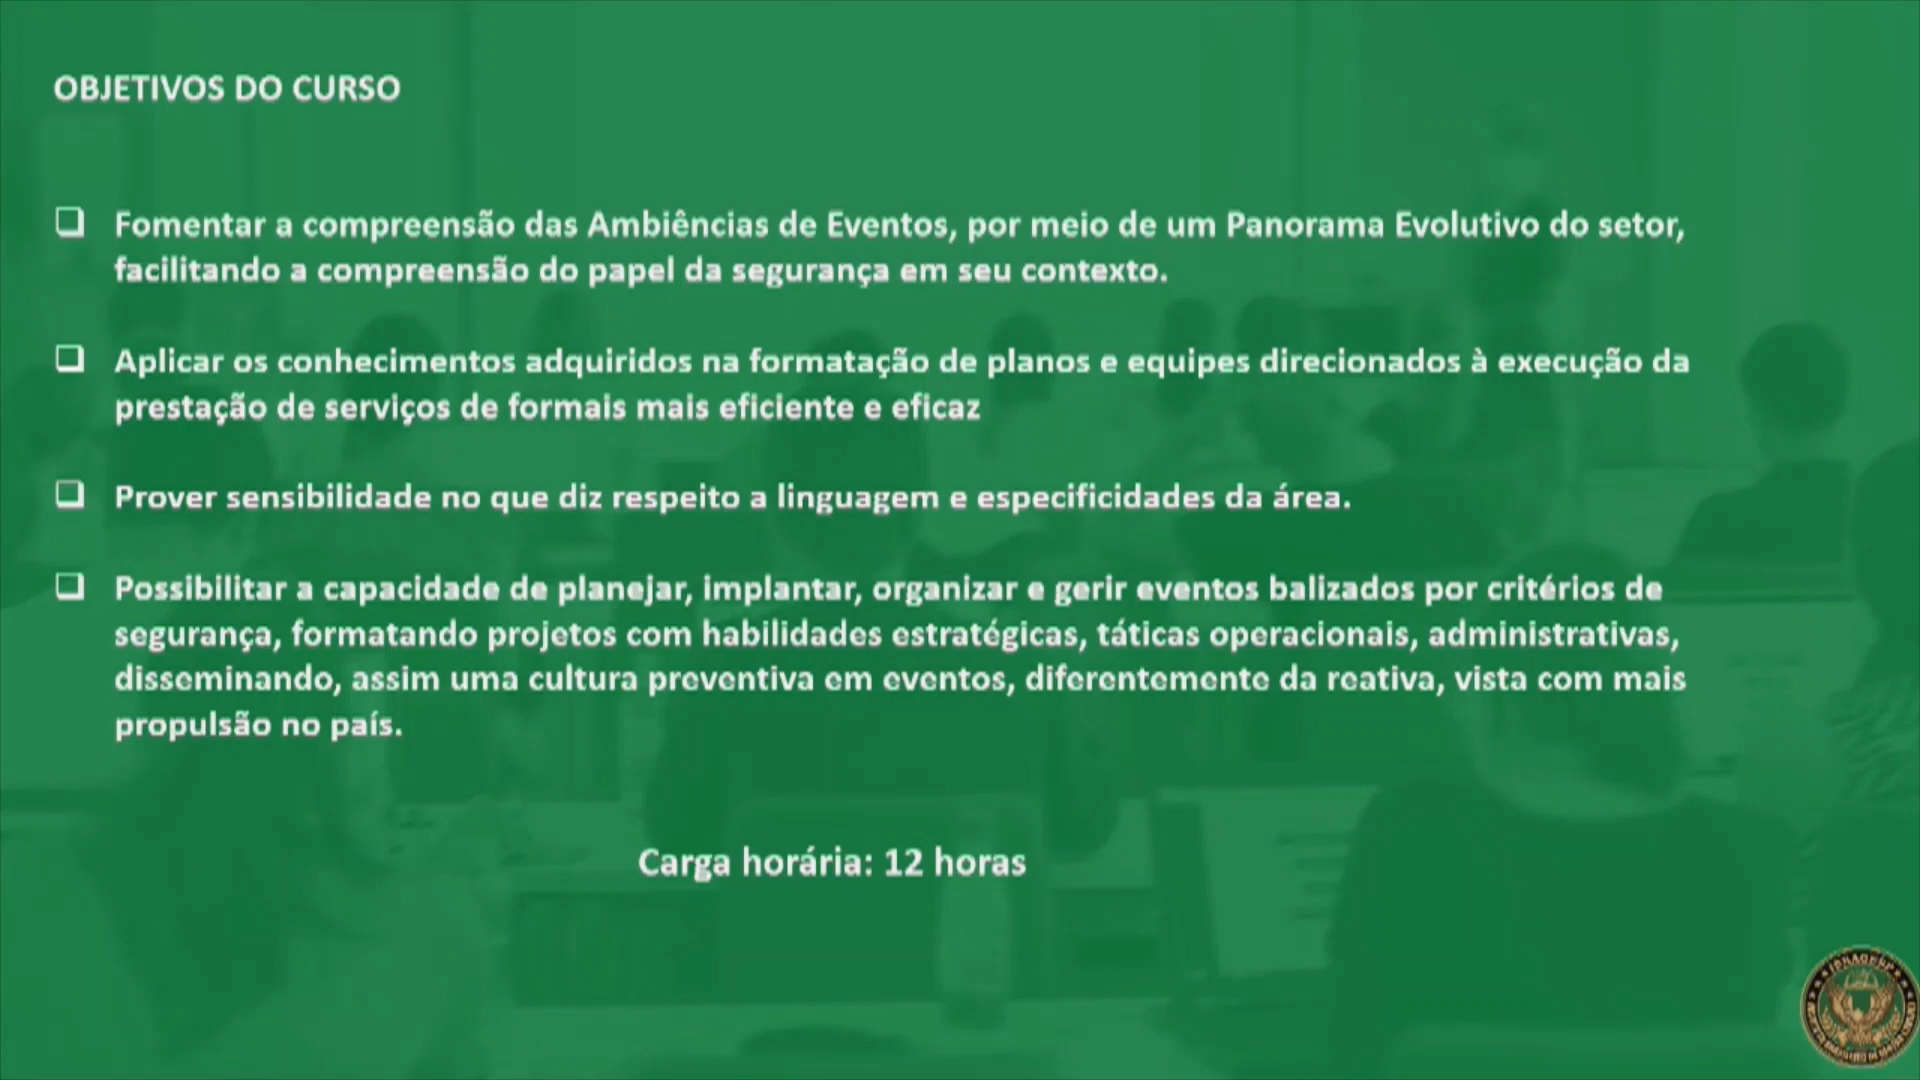 OBJETIVOS DO CURSO
Fomentar a compreensão das Ambiências de Eventos, por meio de um Panorama Evolutivo do setor,
facilitando a compreensão do papel da segurança em seu contexto.
Aplicar os conhecimentos adquiridos na formatação de planos e equipes direcionados à execução da
prestação de serviços de formais mais eficiente e eficaz
Prover sensibilidade no que diz respeito a linguagem e especificidades da área.
Possibilitar a capacidade de planejar, implantar, organizar e gerir eventos balizados por critérios de
segurança, formatando projetos com habilidades estratégicas, táticas operacionais, administrativas,
disseminando, assim uma cultura preventiva em eventos, diferentemente da reativa, vista com mais
propulsão no país.
Carga horária: 12 horas